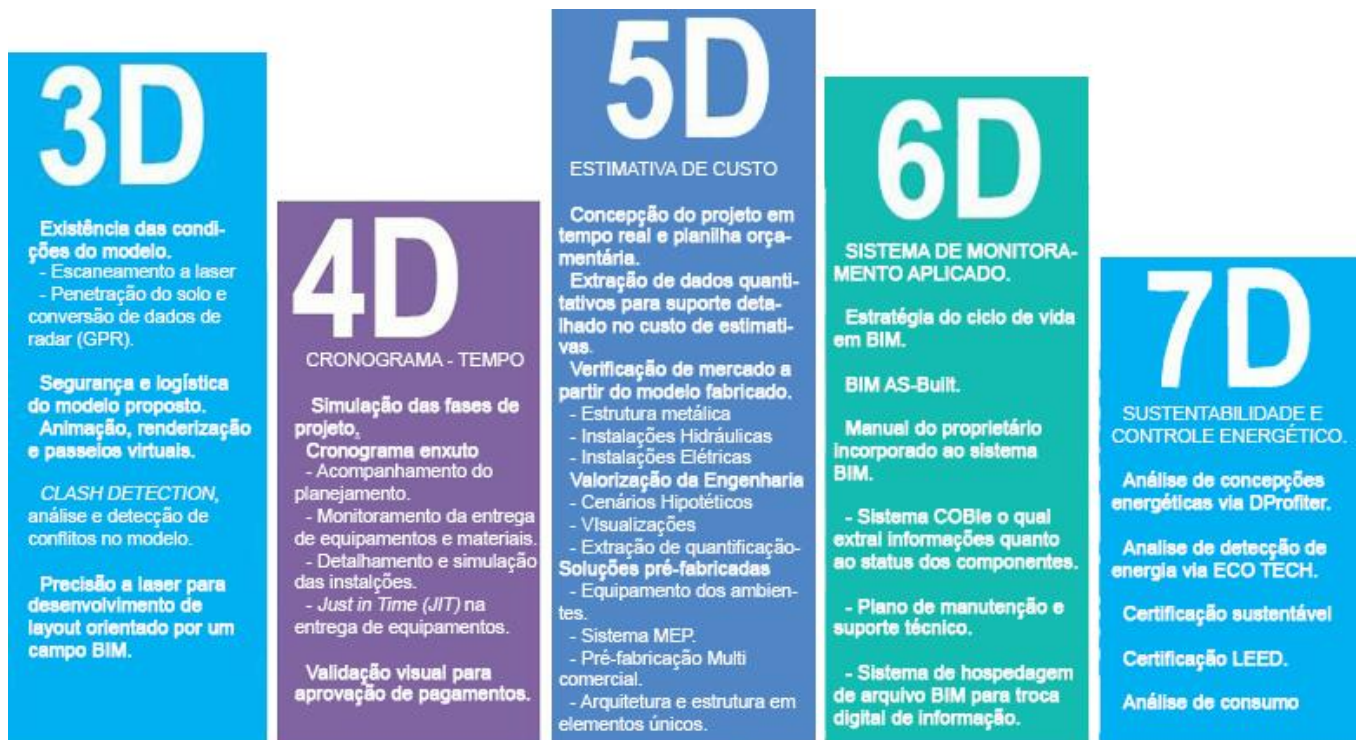 3D
Existência das condi-
ções do modelo.
- Escaneamento a laser
- Penetração do solo e
conversão de dados de
radar (GPR).
Segurança e logística
do modelo proposto.
Animação, renderização
e passeios virtuais.
CLASH DETECTION,
análise e detecção de
conflitos no modelo.
Precisão a laser para
desenvolvimento de
layout orientado por um
campo BIM.
4D
CRONOGRAMA - TEMPO
Simulação das fases de
projeto.
Cronograma enxuto
- Acompanhamento do
planejamento.
- Monitoramento da entrega
de equipamentos e materiais.
- Detalhamento e simulação
das instalções.
- Just in Time (JIT) na
entrega de equipamentos.
Validação visual para
aprovação de pagamentos.
5D
ESTIMATIVA DE CUSTO
Concepção do projeto em
tempo real e planilha orça-
mentária.
Extração de dados quanti-
tativos para suporte deta-
lhado no custo de estimati-
vas.
Verificação de mercado a
partir do modelo fabricado.
- Estrutura metálica
- Instalações Hidráulicas
- Instalações Elétricas
Valorização da Engenharia
- Cenários Hipotéticos
- VIsualizações
- Extração de quantificação-
Soluções pré-fabricadas
- Equipamento dos ambien-
tes.
- Sistema MEP.
- Pré-fabricação Multi
comercial.
- Arquitetura e estrutura em
elementos únicos.
6D
SISTEMA DE MONITORA-
MENTO APLICADO.
Estratégia do ciclo de vida
em BIM.
BIM AS-Built.
Manual do proprietário
incorporado ao sistema
BIM.
- Sistema COBie o qual
extraI informações quanto
ao status dos componentes.
- Plano de manutenção e
suporte técnico.
- Sistema de hospedagem
de arquivo BIM para troca
digital de informação.
7D
SUSTENTABILIDADE E
CONTROLE ENERGÉTICO.
Análise de concepções
energéticas via DProfiter.
Analise de detecção de
energia via ECO TECH.
Certificação sustentável
Certificação LEED.
Análise de consumo